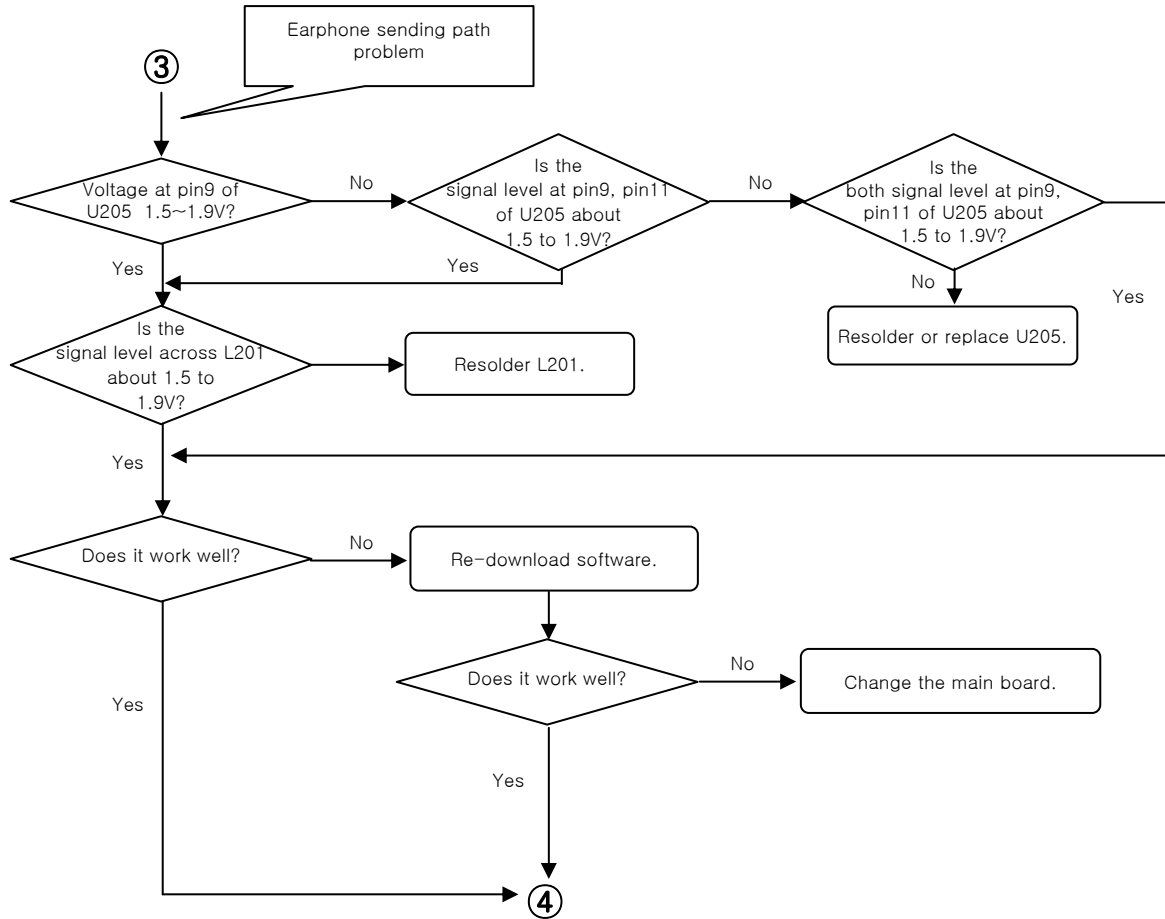 Earphone sending path
problem
③
Voltage at pin9 of
U205 1.5~1.9V?
No
Is the
signal level at pin9, pin11
of U205 about
1.5 to 1.9V?
No
Is the
both signal level at pin9,
pin11 of U205 about
1.5 to 1.9V?
Yes
Yes
No
Yes
Resolder or replace U205.
Is the
signal level across L201
about 1.5 to
1.9V?
Resolder L201.
Yes
Does it work well?
No
Re-download software.
Yes
Does it work well?
No
Change the main board.
Yes
④